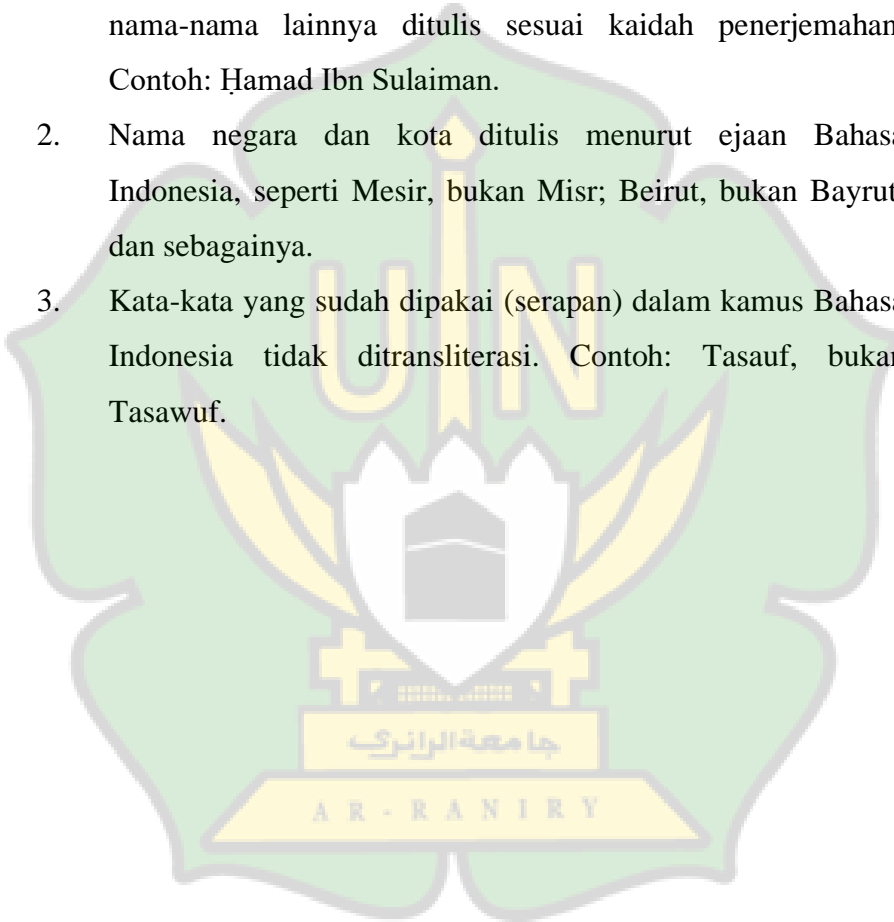 nama-nama lainnya ditulis sesuai kaidah penerjemahan
Contoh: Ḥamad Ibn Sulaiman.
2. Nama negara dan kota ditulis menurut ejaan Bahasa
Indonesia, seperti Mesir, bukan Misr; Beirut, bukan Bayrut
dan sebagainya.
3. Kata-kata yang sudah dipakai (serapan) dalam kamus Bahasa
Indonesia tidak ditransliterasi. Contoh: Tasauf, bukan
Tasawuf.
UIN
جامعةالرانرك
AR-RANIRY